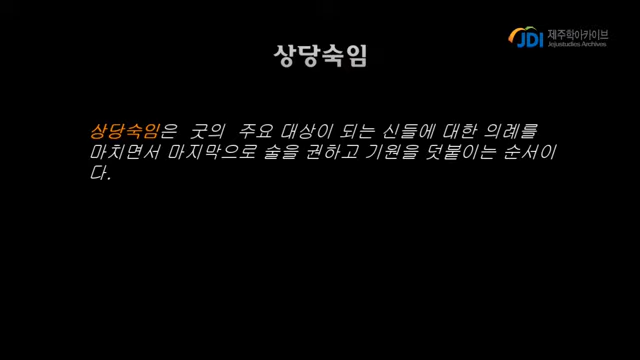 JDI 제주학아카이브
Jejustudies Archives
상당숙임
상당숙임은 굿의 주요 대상이 되는 신들에 대한 의례를
마치면서 마지막으로 술을 권하고 기원을 덧붙이는 순서이
다.